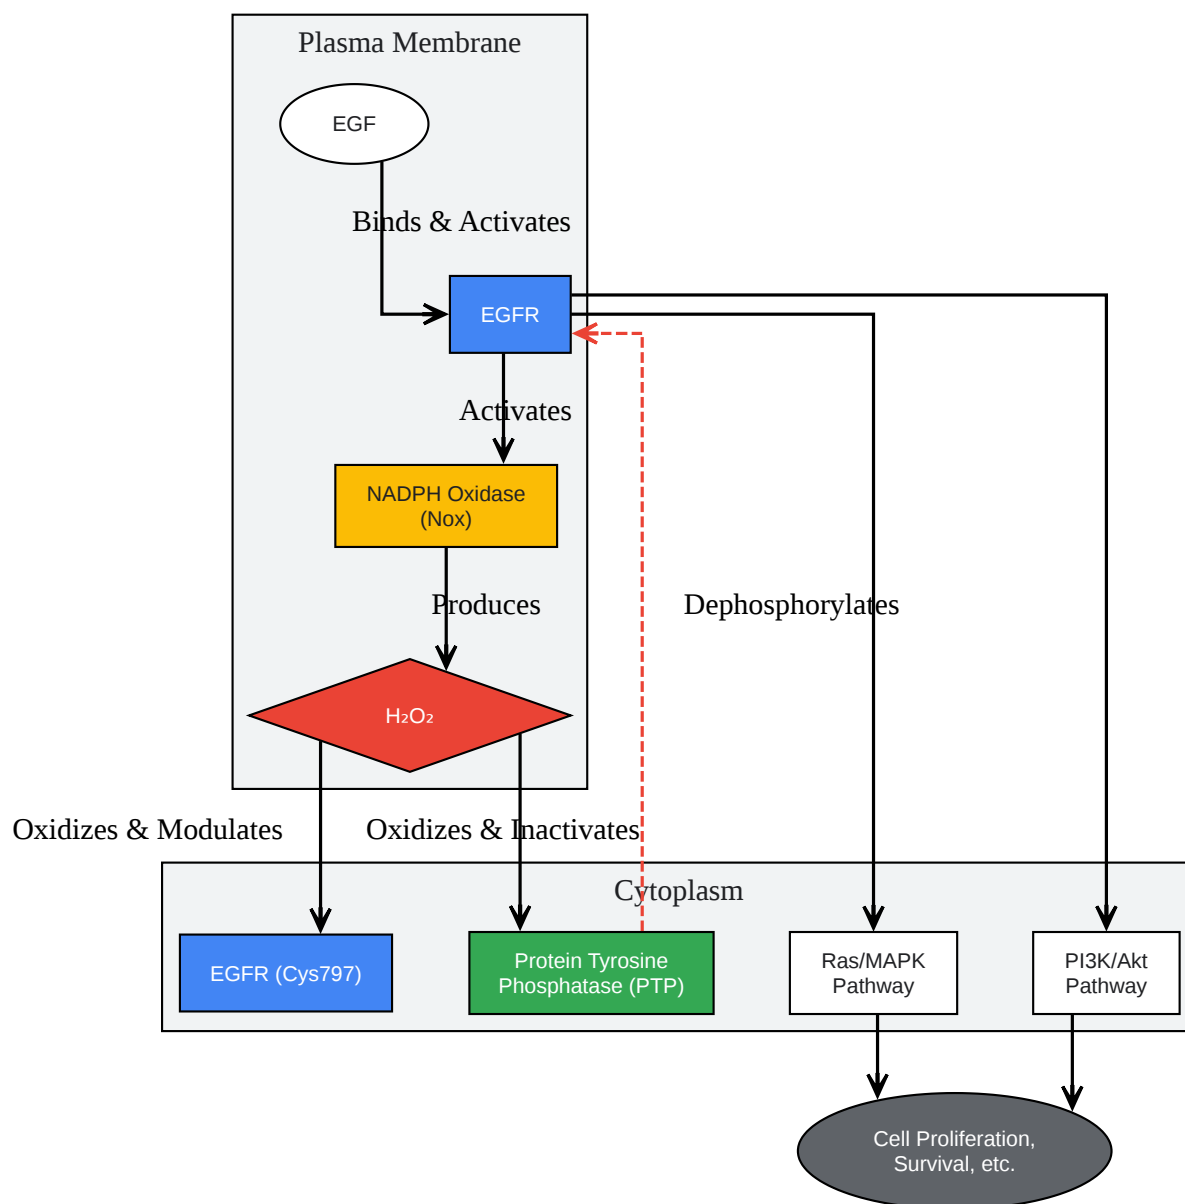 Plasma Membrane
EGF
Binds & Activates
EGFR
Activates
NADPH Oxidase
(Nox)
Produces
Dephosphorylates
H₂O₂
Oxidizes & Modulates
Oxidizes & Inactivates
Cytoplasm
EGFR (Cys797)
Protein Tyrosine
Phosphatase (PTP)
Ras/MAPK
Pathway
PI3K/Akt
Pathway
Cell Proliferation,
Survival, etc.